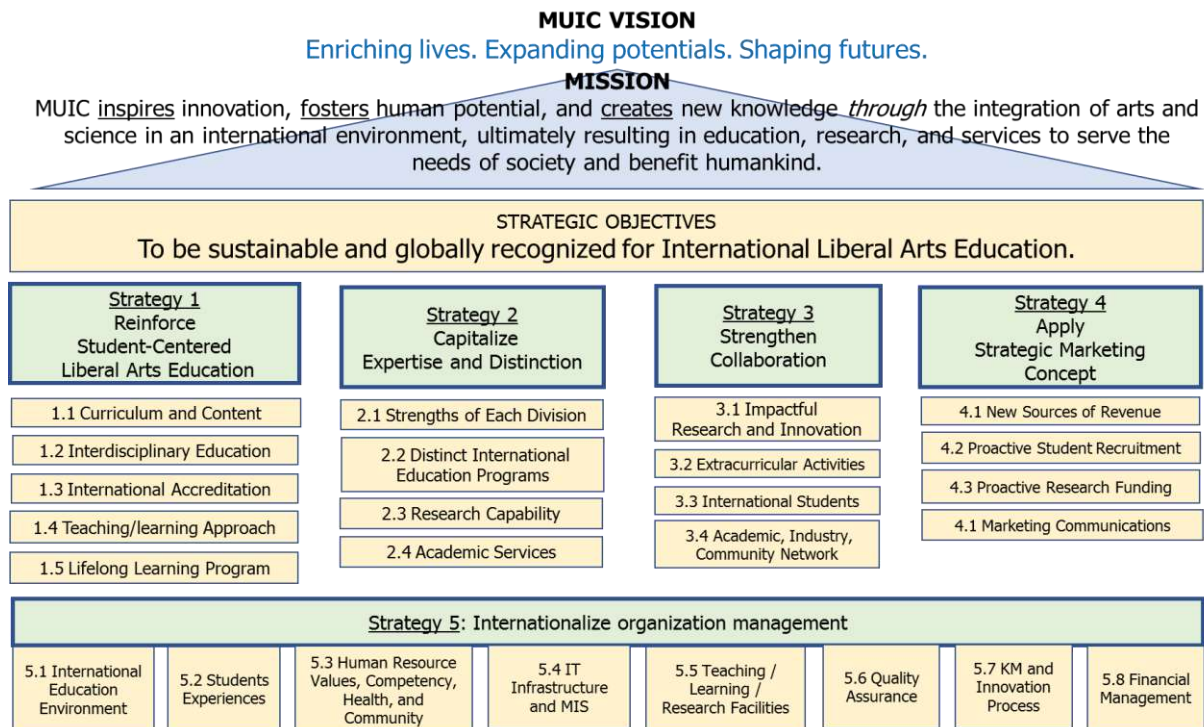 MUIC VISION
Enriching lives. Expanding potentials. Shaping futures.
MISSION
MUIC inspires innovation, fosters human potential, and creates new knowledge through the integration of arts and
science in an international environment, ultimately resulting in education, research, and services to serve the
needs of society and benefit humankind.
STRATEGIC OBJECTIVES
To be sustainable and globally recognized for International Liberal Arts Education.
Strategy 1
Reinforce
Student-Centered
Liberal Arts Education
1.1 Curriculum and Content
1.2 Interdisciplinary Education
1.3 International Accreditation
1.4 Teaching/learning Approach
1.5 Lifelong Learning Program
Strategy 2
Capitalize
Expertise and Distinction
2.1 Strengths of Each Division
2.2 Distinct International
Education Programs
2.3 Research Capability
2.4 Academic Services
Strategy 3
Strengthen
Collaboration
3.1 Impactful
Research and Innovation
3.2 Extracurricular Activities
3.3 International Students
3.4 Academic, Industry,
Community Network
Strategy 4
Apply
Strategic Marketing
Concept
4.1 New Sources of Revenue
4.2 Proactive Student Recruitment
4.3 Proactive Research Funding
4.1 Marketing Communications
Strategy 5: Internationalize organization management
5.1 International
Education
Environment
5.2 Students
Experiences
5.3 Human Resource
Values, Competency,
Health, and
Community
5.4 IT
Infrastructure
and MIS
5.5 Teaching /
Learning /
Research Facilities
5.6 Quality
Assurance
5.7 KM and
Innovation
Process
5.8 Financial
Management